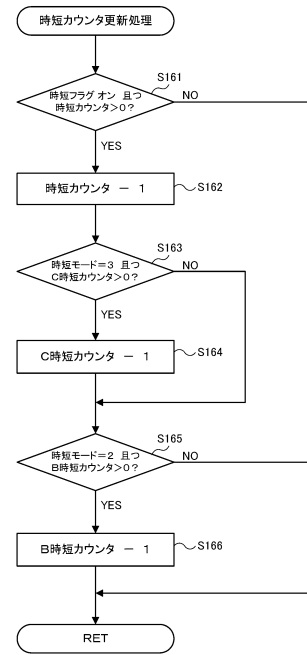 時短カウンタ更新処理
S161
時短フラグ オン 且つ
時短カウンタ>0?
NO
YES
時短カウンタ － 1
S162
S163
時短モード=3 且つ
C時短カウンタ>0?
NO
YES
C時短カウンタ － 1
S164
S165
時短モード=2 且つ
B時短カウンタ>0?
NO
YES
B時短カウンタ － 1
S166
RET